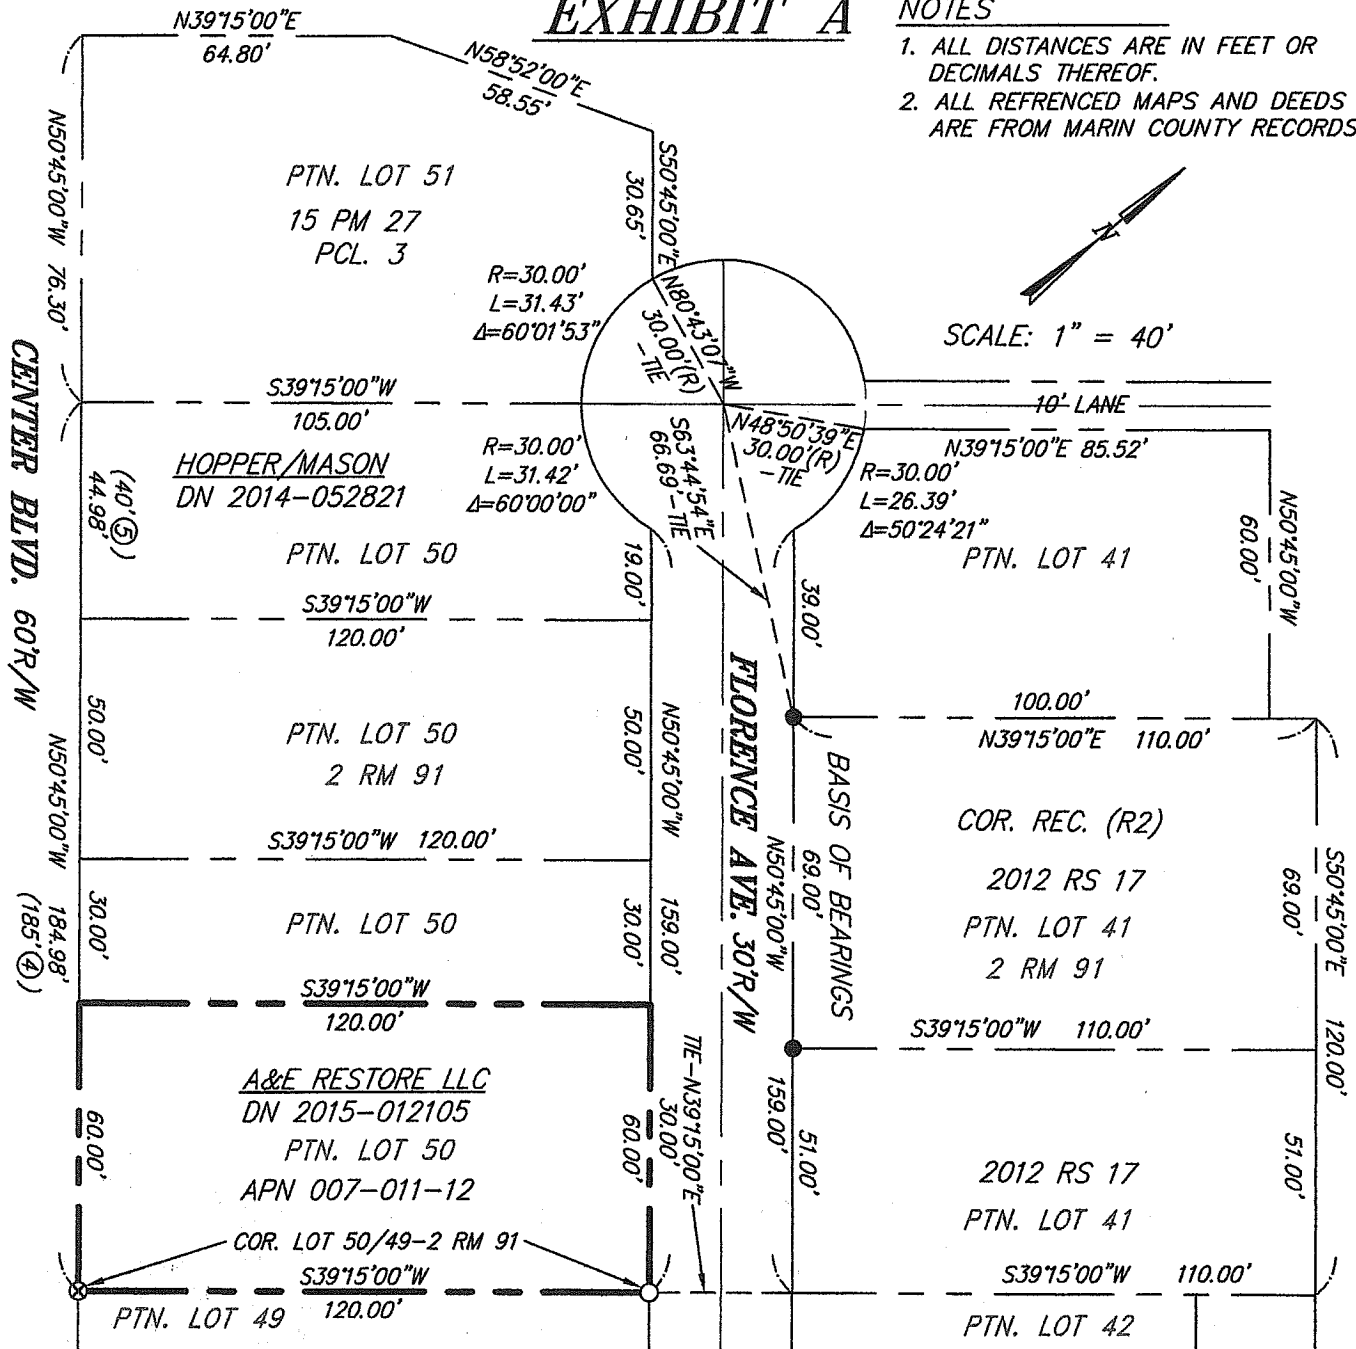 EXHIBIT A
NOTES
1. ALL DISTANCES ARE IN FEET OR
DECIMALS THEREOF.
2. ALL REFRENCED MAPS AND DEEDS
ARE FROM MARIN COUNTY RECORDS
N39°15'00"E
64.80'
N58°52'00"E
58.55'
N50°45'00"W 76.30'
PTN. LOT 51
15 PM 27
PCL. 3
S50°45'00"E
30.65'
R=30.00'
L=31.43'
Δ=60°01'53"
N80°43'07"W
30.00'(R)
-TIE
N
SCALE: 1" = 40'
S39°15'00"W
105.00'
10' LANE
N48°50'39"E
30.00'(R)
-TIE
N39°15'00"E 85.52'
CENTER BLVD. 60'R/W
HOPPER/MASON
DN 2014-052821
(40'⑤)
44.98'
R=30.00'
L=31.42'
Δ=60°00'00"
S63°44'54"E
66.69'-TIE
R=30.00'
L=26.39'
Δ=50°24'21"
PTN. LOT 41
N50°45'00"W
60.00'
PTN. LOT 50
19.00'
39.00'
S39°15'00"W
120.00'
FLORENCE AVE. 30'R/W
50.00'
PTN. LOT 50
2 RM 91
50.00'
N50°45'00"W
159.00'
100.00'
N39°15'00"E 110.00'
BASIS OF BEARINGS
69.00'
N50°45'00"W
159.00'
COR. REC. (R2)
2012 RS 17
PTN. LOT 41
2 RM 91
69.00'
S50°45'00"E 120.00'
S39°15'00"W 120.00'
N50°45'00"W 184.98'
(185'④)
30.00'
PTN. LOT 50
30.00'
S39°15'00"W
120.00'
S39°15'00"W 110.00'
A&E RESTORE LLC
DN 2015-012105
PTN. LOT 50
APN 007-011-12
60.00'
60.00'
TIE-N39°15'00"E
30.00'
51.00'
2012 RS 17
PTN. LOT 41
51.00'
COR. LOT 50/49-2 RM 91
S39°15'00"W
120.00'
S39°15'00"W 110.00'
PTN. LOT 49
PTN. LOT 42